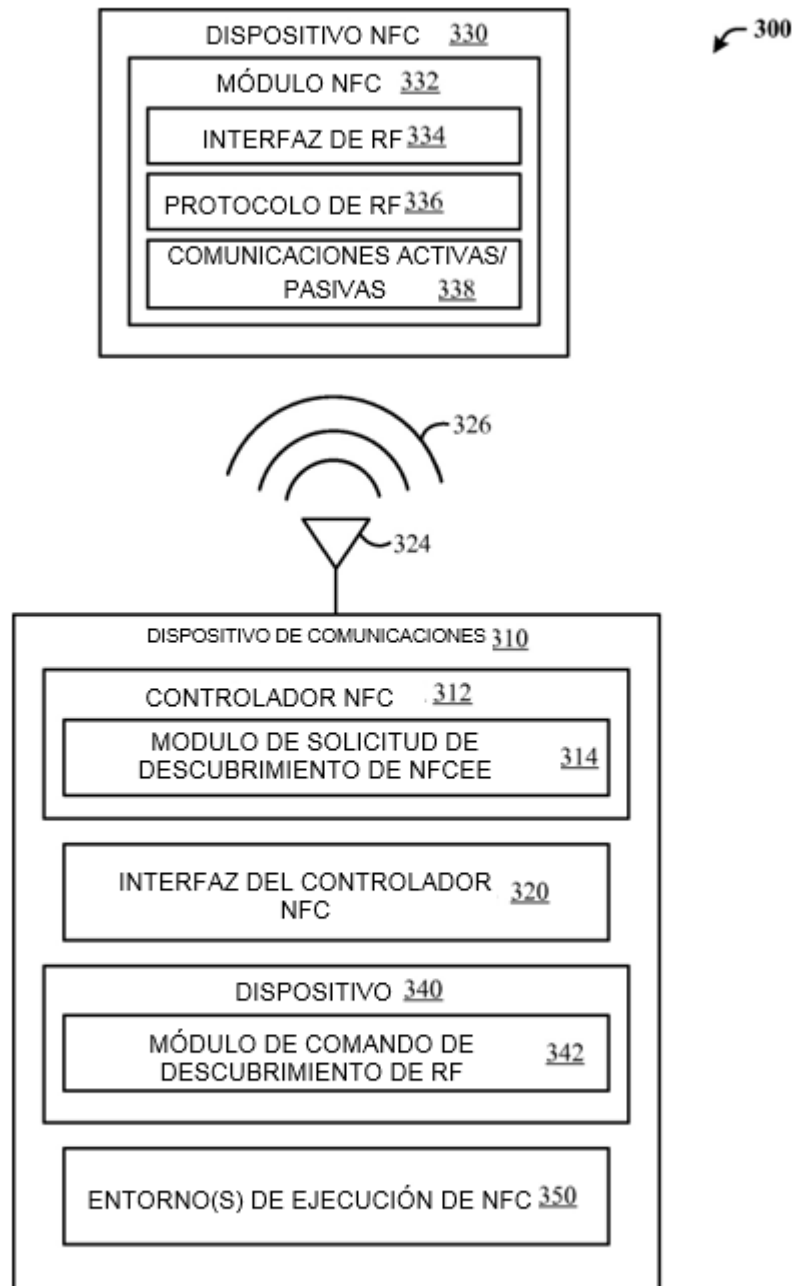 300
DISPOSITIVO NFC 330
MÓDULO NFC 332
INTERFAZ DE RF 334
PROTOCOLO DE RF 336
COMUNICACIONES ACTIVAS/
PASIVAS 338
326
324
DISPOSITIVO DE COMUNICACIONES 310
CONTROLADOR NFC 312
MODULO DE SOLICITUD DE
DESCUBRIMIENTO DE NFCEE 314
INTERFAZ DEL CONTROLADOR
NFC 320
DISPOSITIVO 340
MÓDULO DE COMANDO DE
DESCUBRIMIENTO DE RF 342
ENTORNO(S) DE EJECUCIÓN DE NFC 350